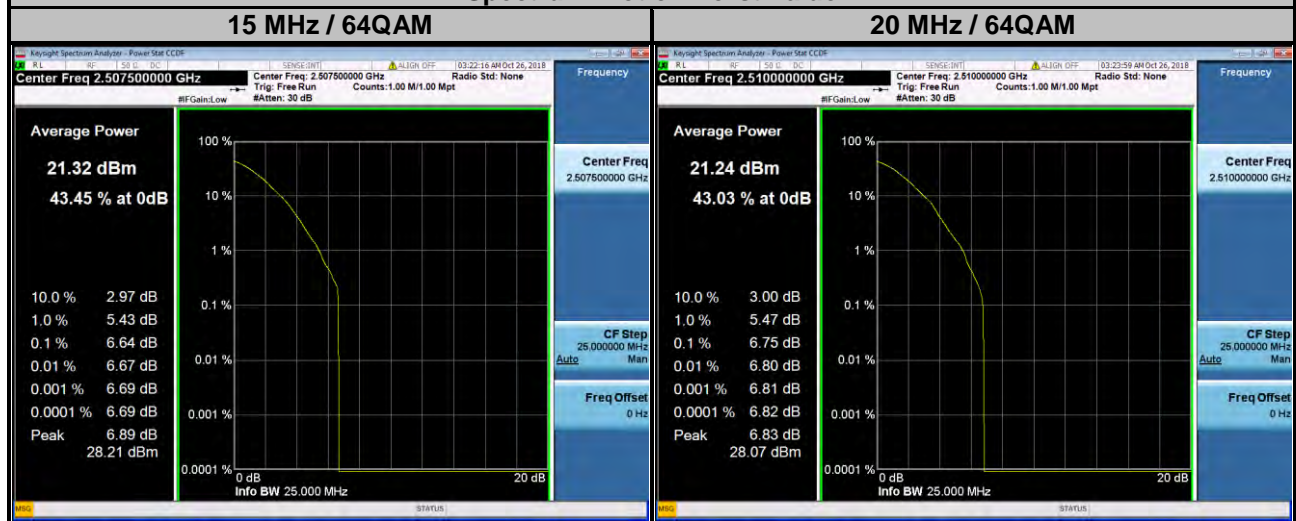 15 MHz / 64QAM
Keysight Spectrum Analyzer - Power Stat CCDF
RL RF 50 Ω DC SENSE:INT ALIGN OFF 03:22:16 AM Oct 26, 2018
Center Freq 2.507500000 GHz
Center Freq: 2.507500000 GHz Radio Std: None
Trig: Free Run Counts:1.00 M/1.00 Mpt
#IFGain:Low #Atten: 30 dB
Frequency
Average Power
21.32 dBm
43.45 % at 0dB
10.0 % 2.97 dB
1.0 % 5.43 dB
0.1 % 6.64 dB
0.01 % 6.67 dB
0.001 % 6.69 dB
0.0001 % 6.69 dB
Peak 6.89 dB
28.21 dBm
100 %
10 %
1 %
0.1 %
0.01 %
0.001 %
0.0001 %
0 dB 20 dB
Info BW 25.000 MHz
Center Freq
2.507500000 GHz
CF Step
25.000000 MHz
Auto Man
Freq Offset
0 Hz
MSG STATUS
20 MHz / 64QAM
Keysight Spectrum Analyzer - Power Stat CCDF
RL RF 50 Ω DC SENSE:INT ALIGN OFF 03:23:59 AM Oct 26, 2018
Center Freq 2.510000000 GHz
Center Freq: 2.510000000 GHz Radio Std: None
Trig: Free Run Counts:1.00 M/1.00 Mpt
#IFGain:Low #Atten: 30 dB
Frequency
Average Power
21.24 dBm
43.03 % at 0dB
10.0 % 3.00 dB
1.0 % 5.47 dB
0.1 % 6.75 dB
0.01 % 6.80 dB
0.001 % 6.81 dB
0.0001 % 6.82 dB
Peak 6.83 dB
28.07 dBm
100 %
10 %
1 %
0.1 %
0.01 %
0.001 %
0.0001 %
0 dB 20 dB
Info BW 25.000 MHz
Center Freq
2.510000000 GHz
CF Step
25.000000 MHz
Auto Man
Freq Offset
0 Hz
MSG STATUS